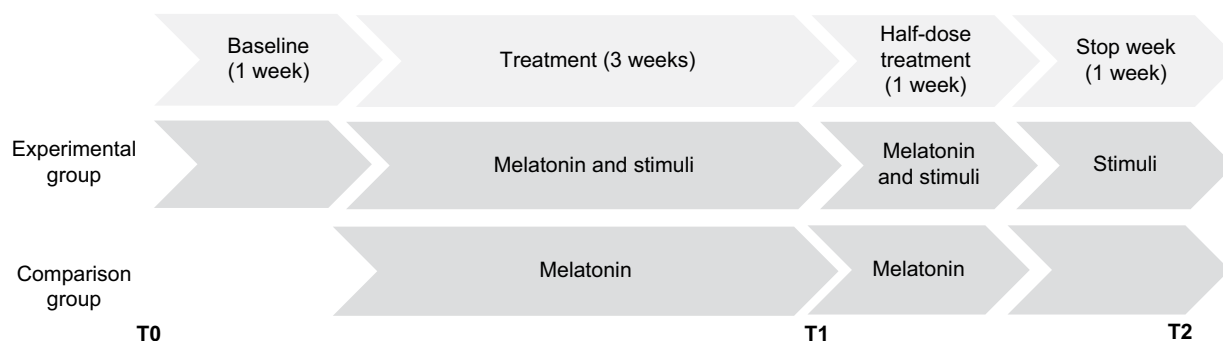 Baseline
(1 week)
Treatment (3 weeks)
Half-dose
treatment
(1 week)
Stop week
(1 week)
Experimental
group
Melatonin and stimuli
Melatonin
and stimuli
Stimuli
Comparison
group
Melatonin
Melatonin
T0
T1
T2